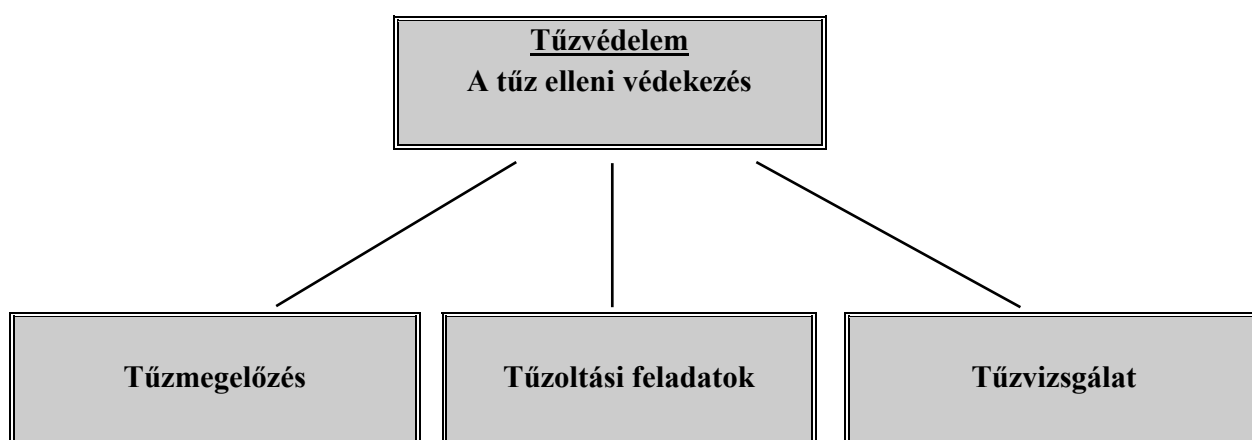 Tűzvédelem
A tűz elleni védekezés
Tűzmegelőzés
Tűzoltási feladatok
Tűzvizsgálat